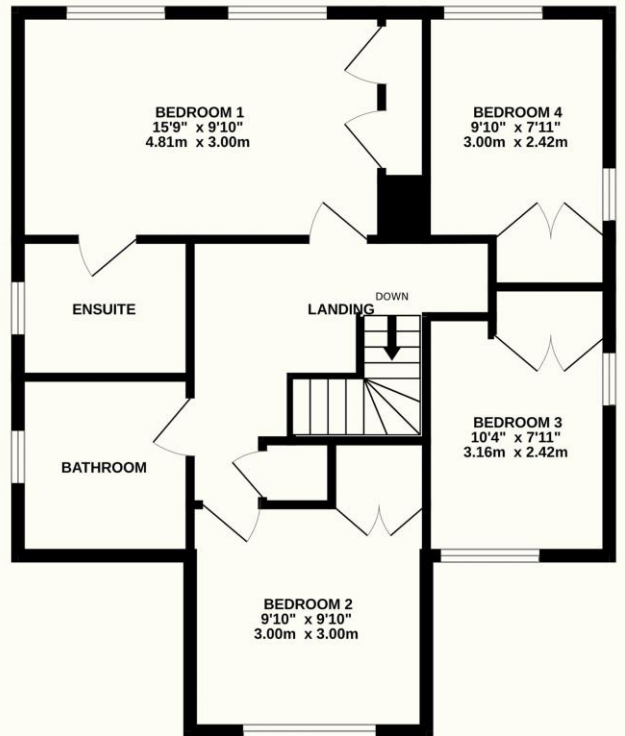 BEDROOM 1
15'9" x 9'10"
4.81m x 3.00m
BEDROOM 4
9'10" x 7'11"
3.00m x 2.42m
ENSUITE
LANDING
DOWN
BEDROOM 3
10'4" x 7'11"
3.16m x 2.42m
BATHROOM
BEDROOM 2
9'10" x 9'10"
3.00m x 3.00m